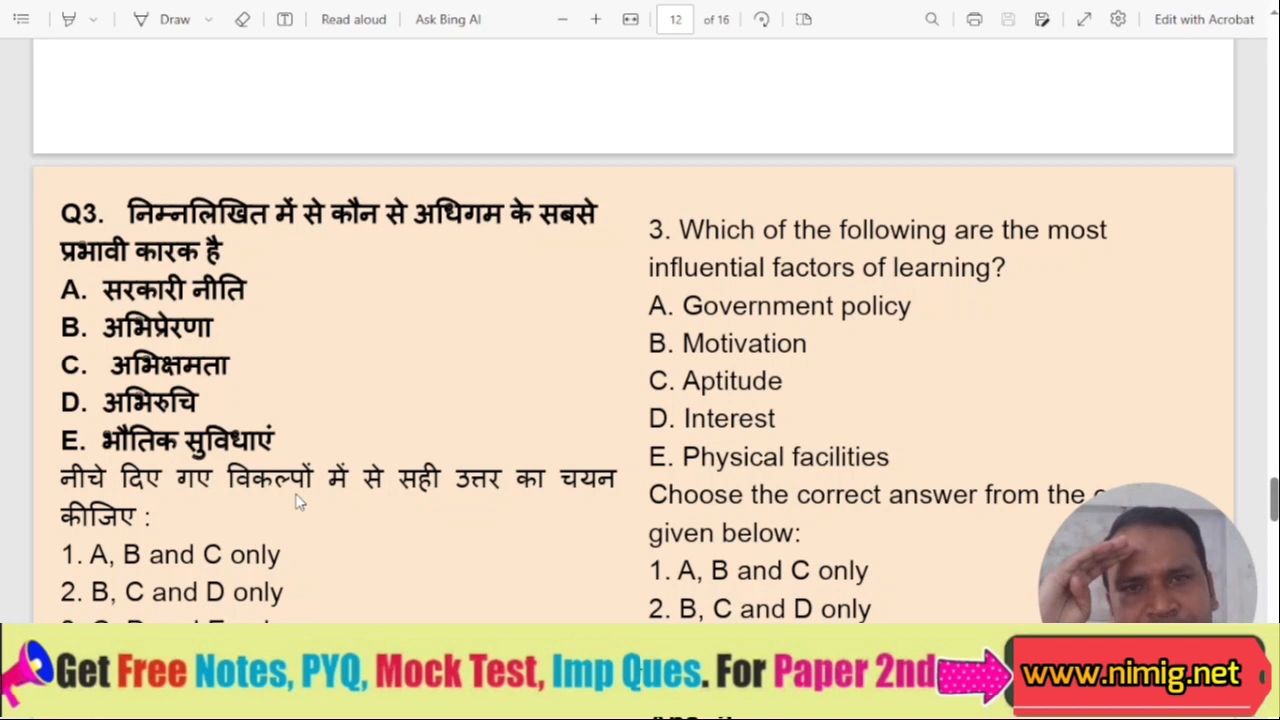 Draw
Read aloud
Ask Bing AI
12
of 16
Edit with Acrobat
Q3. निम्नलिखित में से कौन से अधिगम के सबसे
प्रभावी कारक है
A. सरकारी नीति
B. अभिप्रेरणा
C. अभिक्षमता
D. अभिरुचि
E. भौतिक सुविधाएं
नीचे दिए गए विकल्पों में से सही उत्तर का चयन
कीजिए :
1. A, B and C only
2. B, C and D only
3. Which of the following are the most
influential factors of learning?
A. Government policy
B. Motivation
C. Aptitude
D. Interest
E. Physical facilities
Choose the correct answer from the
given below:
1. A, B and C only
2. B, C and D only
Get Free Notes, PYQ, Mock Test, Imp Ques. For Paper 2nd
www.nimig.net